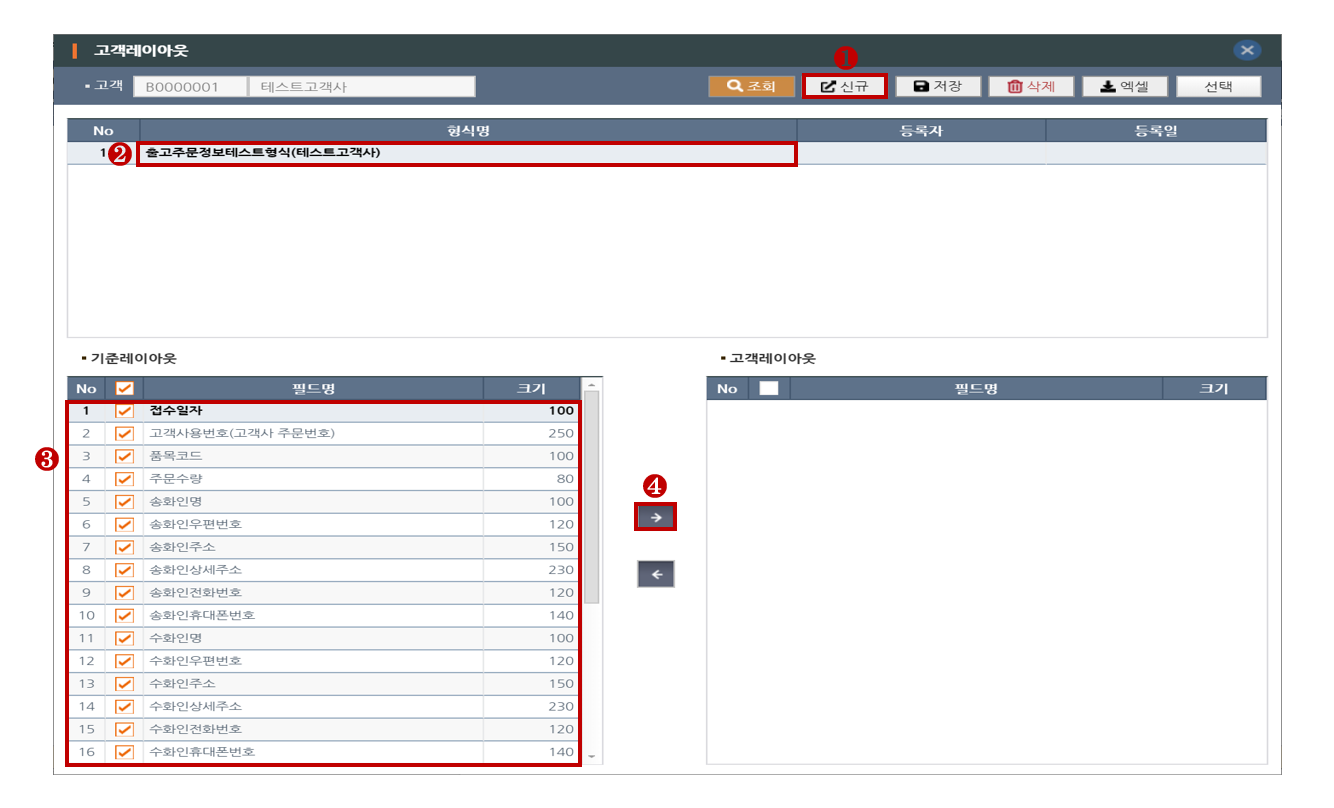 고객레이아웃
1
고객 B0000001 테스트고객사 조회 신규 저장 삭제 엑셀 선택
No 형식명 등록자 등록일
1 2 출고주문정보테스트형식(테스트고객사)
기준레이아웃
고객레이아웃
No 필드명 크기
No 필드명 크기
1 접수일자 100
2 고객사용번호(고객사 주문번호) 250
3
3 품목코드 100
4 주문수량 80
4
5 송화인명 100
6 송화인우편번호 120
7 송화인주소 150
8 송화인상세주소 230
9 송화인전화번호 120
10 송화인휴대폰번호 140
11 수화인명 100
12 수화인우편번호 120
13 수화인주소 150
14 수화인상세주소 230
15 수화인전화번호 120
16 수화인휴대폰번호 140